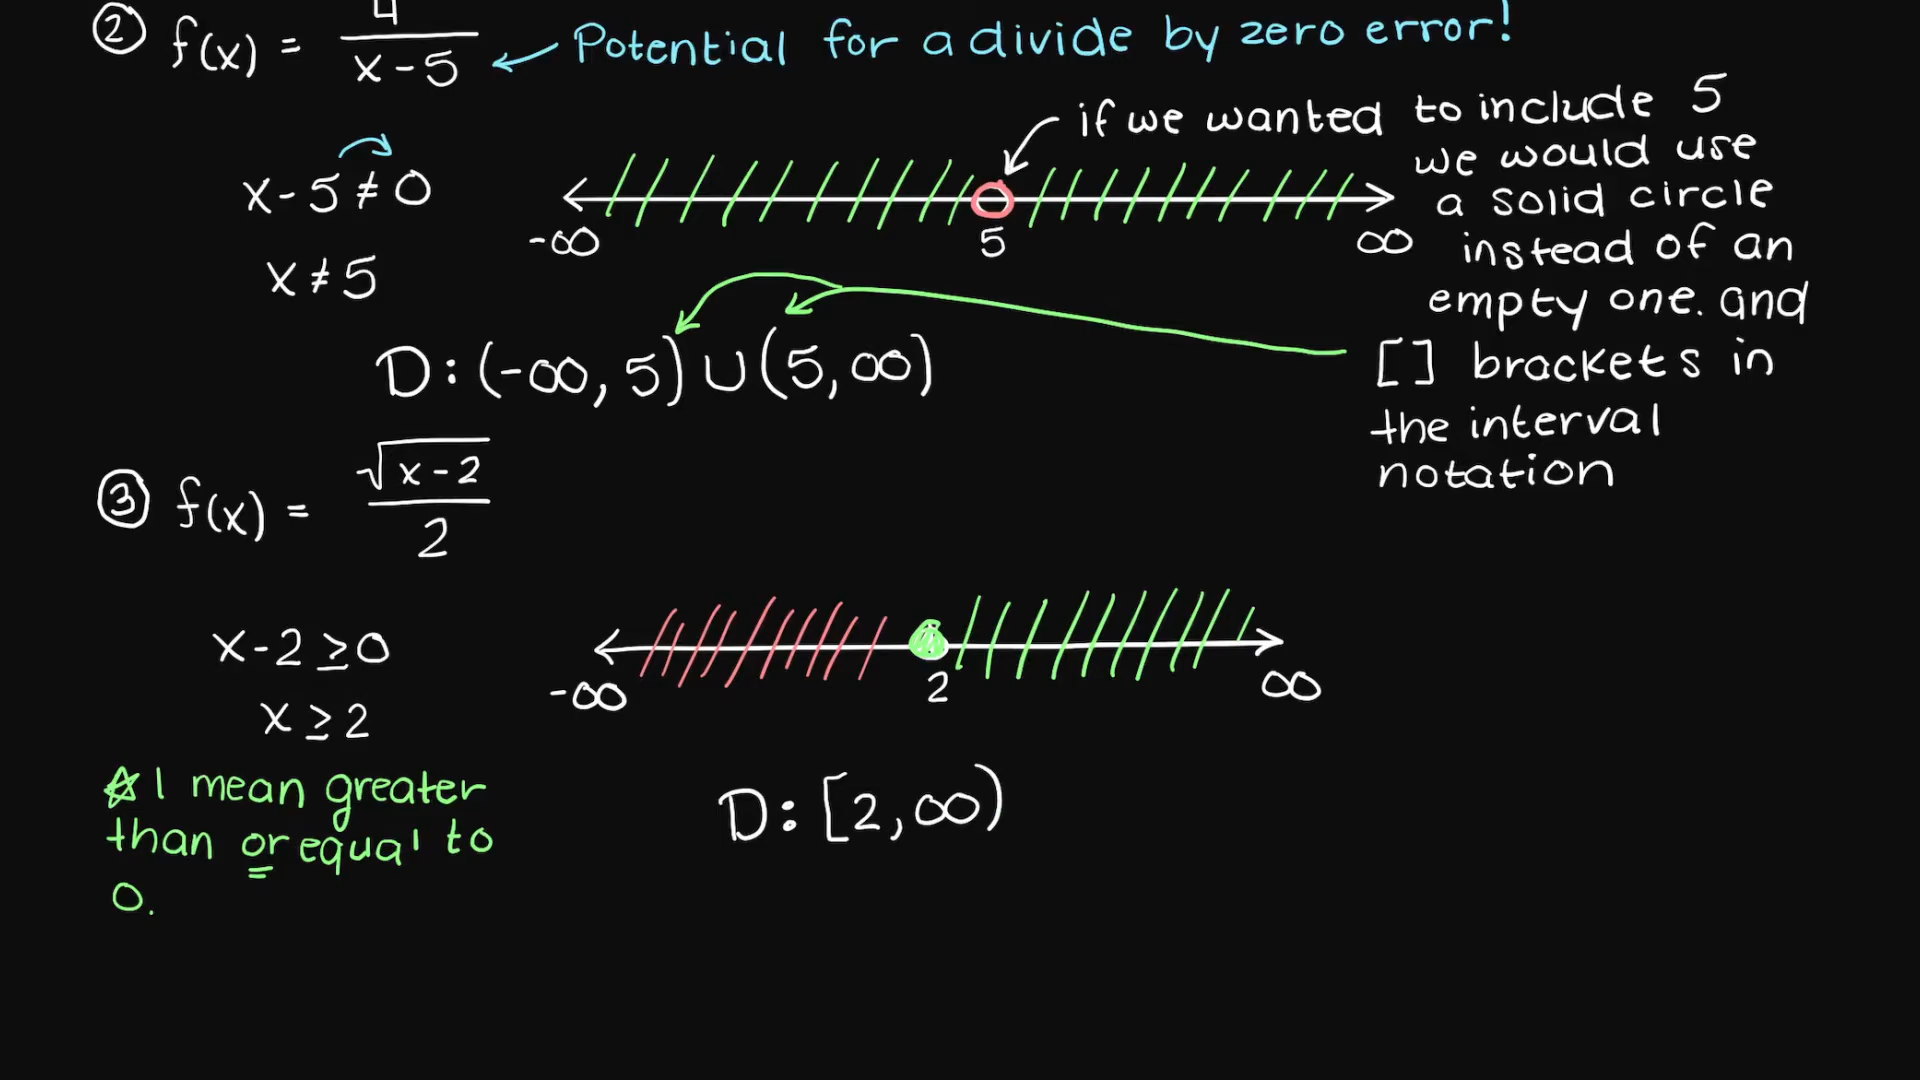 ② f(x) = 4/(x-5) ← Potential for a divide by zero error!
if we wanted to include 5
we would use
a solid circle
instead of an
empty one. and
[] brackets in
the interval
notation
x-5≠0
x≠5
-∞ 5 ∞
D: (-∞, 5) ∪ (5, ∞)
③ f(x) = √(x-2)/2
x-2≥0
x≥2
-∞ 2 ∞
☆ I mean greater
than or equal to
0.
D: [2, ∞)